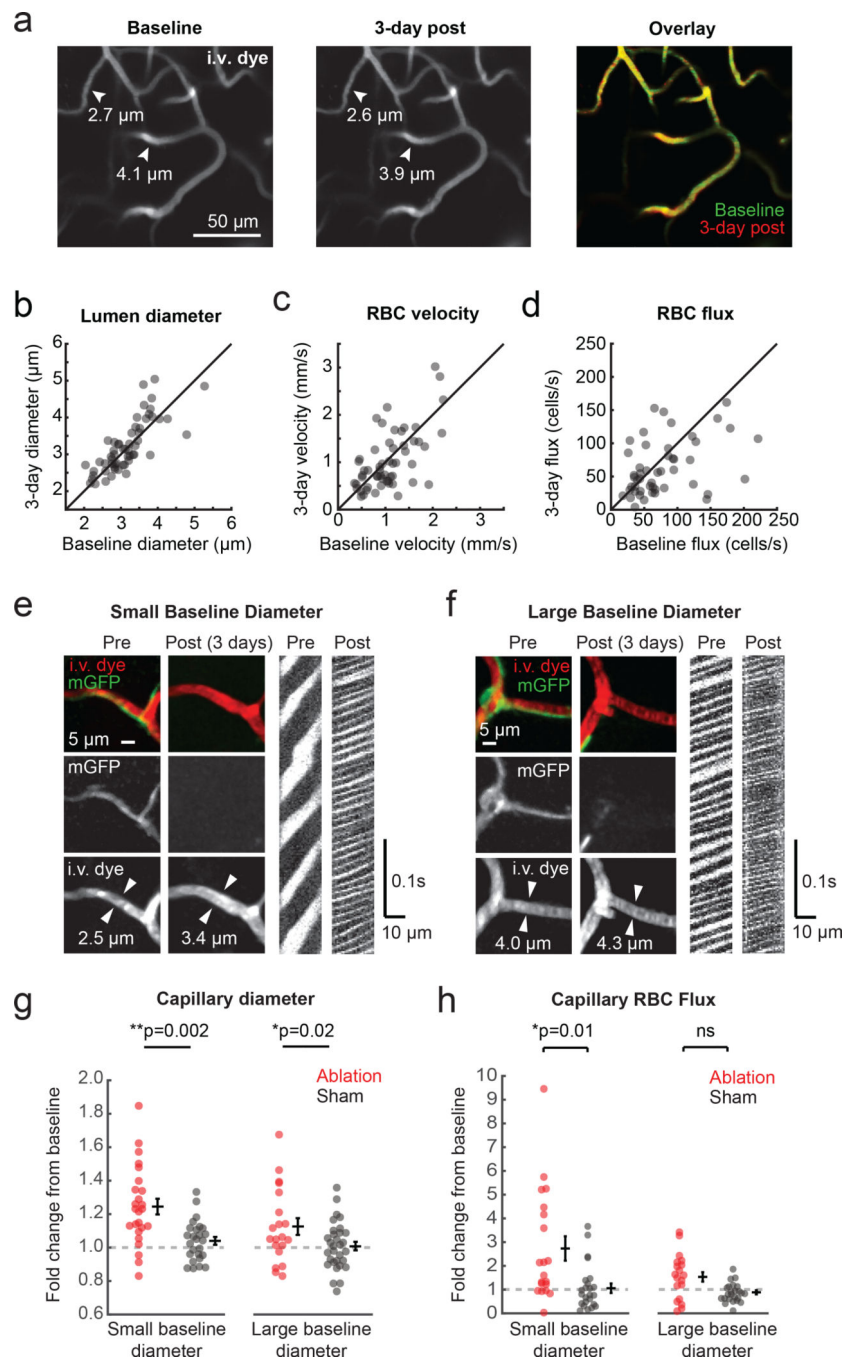 a
Baseline
3-day post
Overlay
i.v. dye
2.7 µm
2.6 µm
4.1 µm
3.9 µm
50 µm
Baseline
3-day post
b
Lumen diameter
6
5
4
3
2
2 3 4 5 6
3-day diameter (µm)
Baseline diameter (µm)
c
RBC velocity
3
2
1
0
0 1 2 3
3-day velocity (mm/s)
Baseline velocity (mm/s)
d
RBC flux
250
200
150
100
50
0
0 50 100 150 200 250
3-day flux (cells/s)
Baseline flux (cells/s)
e
Small Baseline Diameter
Pre Post (3 days) Pre Post
i.v. dye
mGFP
5 µm
mGFP
i.v. dye
2.5 µm
3.4 µm
0.1s
10 µm
f
Large Baseline Diameter
Pre Post (3 days) Pre Post
i.v. dye
mGFP
5 µm
mGFP
i.v. dye
4.0 µm
4.3 µm
0.1s
10 µm
g
Capillary diameter
**p=0.002
*p=0.02
Ablation
Sham
2.0
1.8
1.6
1.4
1.2
1.0
0.8
0.6
Fold change from baseline
Small baseline
diameter
Large baseline
diameter
h
Capillary RBC Flux
*p=0.01
ns
Ablation
Sham
10
9
8
7
6
5
4
3
2
1
0
Fold change from baseline
Small baseline
diameter
Large baseline
diameter